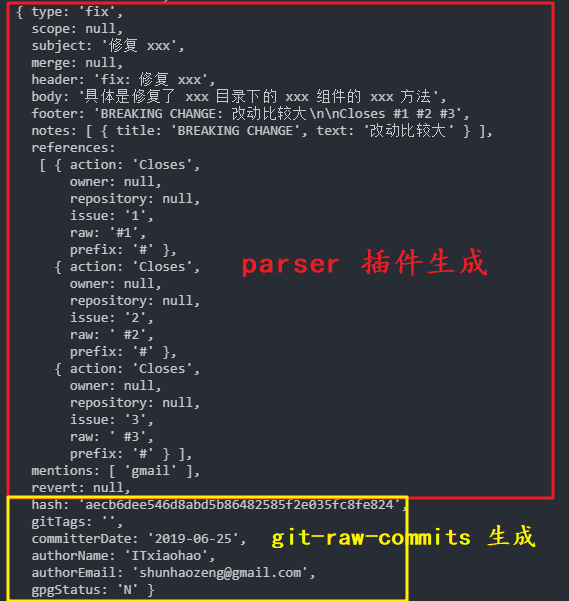 { type: 'fix',
scope: null,
subject: '修复 xxx',
merge: null,
header: 'fix: 修复 xxx',
body: '具体是修复了 xxx 目录下的 xxx 组件的 xxx 方法',
footer: 'BREAKING CHANGE: 改动比较大\n\nCloses #1 #2 #3',
notes: [ { title: 'BREAKING CHANGE', text: '改动比较大' } ],
references:
[ { action: 'Closes',
owner: null,
repository: null,
issue: '1',
raw: '#1',
prefix: '#' },
parser 插件生成
{ action: 'Closes',
owner: null,
repository: null,
issue: '2',
raw: ' #2',
prefix: '#' },
{ action: 'Closes',
owner: null,
repository: null,
issue: '3',
raw: ' #3',
prefix: '#' } ],
mentions: [ 'gmail' ],
revert: null,
hash: 'aecb6dee546d8abd5b86482585f2e035fc8fe824',
gitTags: '',
committerDate: '2019-06-25',
git-raw-commits 生成
authorName: 'ITxiaohao',
authorEmail: 'shunhaozeng@gmail.com',
gpgStatus: 'N' }